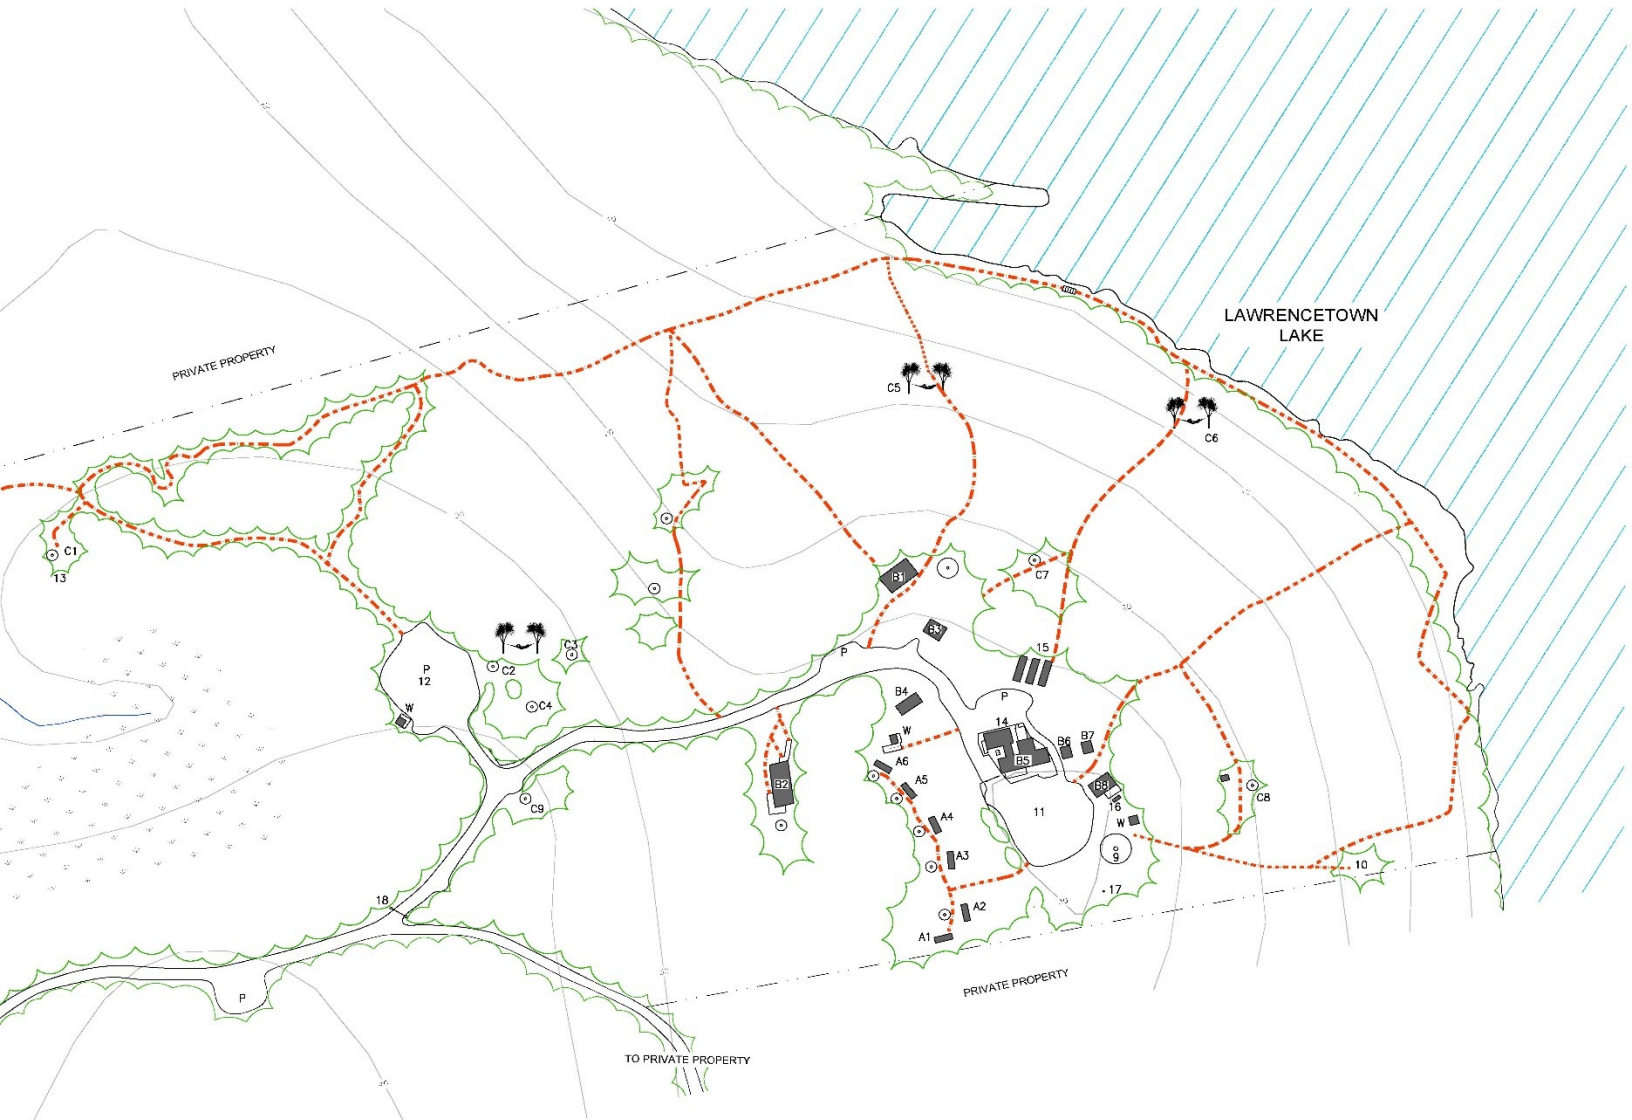 LAWRENCETOWN
LAKE
PRIVATE PROPERTY
C5
C6
C1
13
C7
B1
B3
15
P
P
12
C2
C3
C4
W
B4
P
14
W
B5
B6
B7
A6
A5
B2
B8
16
C8
C9
11
W
A4
9
A3
10
17
18
A2
A1
PRIVATE PROPERTY
P
TO PRIVATE PROPERTY